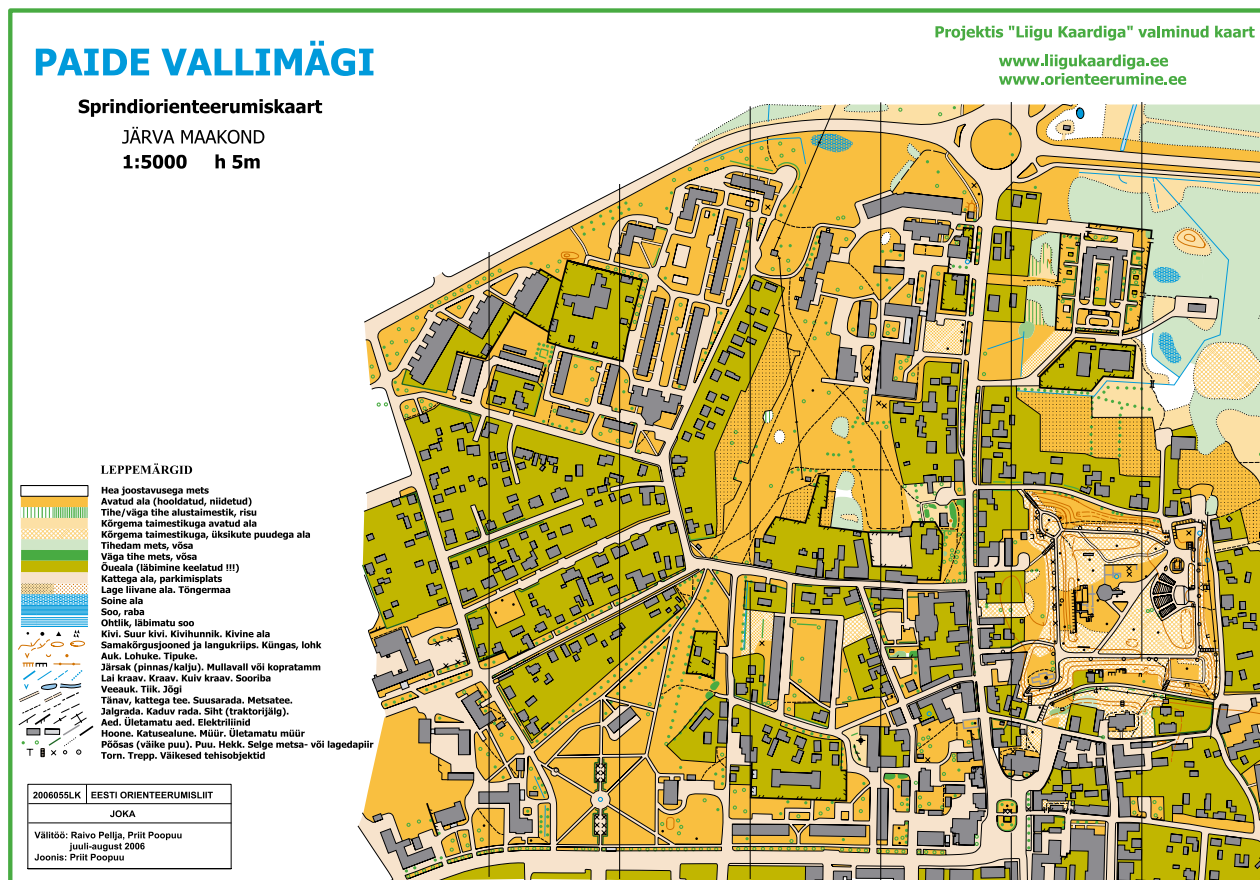 Projektis "Liigu Kaardiga" valminud kaart
www.liigukaardiga.ee
www.orienteerumine.ee
PAIDE VALLIMÄGI
Sprindiorienteerumiskaart
JÄRVA MAAKOND
1:5000 h 5m
LEPPEMÄRGID
Hea joostavusega mets
Avatud ala (hooldatud, niidetud)
Tihe/väga tihe alustaimestik, risu
Kõrgema taimestikuga avatud ala
Kõrgema taimestikuga, üksikute puudega ala
Tihedam mets, võsa
Väga tihe mets, võsa
Õueala (läbimine keelatud !!!)
Kattega ala, parkimisplats
Lage liivane ala. Tõngermaa
Soine ala
Soo, raba
Ohtlik, läbimatu soo
Kivi. Suur kivi. Kivihunnik. Kivine ala
Samakõrgusjooned ja langukriips. Küngas, lohk
Auk. Lohuke. Tipuke.
Järsak (pinnas/kalju). Mullavall või kopratamm
Lai kraav. Kraav. Kuiv kraav. Sooriba
Veeauk. Tiik. Jõgi
Tänav, kattega tee. Suusarada. Metsatee.
Jalgrada. Kaduv rada. Siht (traktorijälg).
Aed. Ületamatu aed. Elektriliinid
Hoone. Katusealune. Müür. Ületamatu müür
Põõsas (väike puu). Puu. Hekk. Selge metsa- või lagedapiir
Torn. Trepp. Väikesed tehisobjektid
2006055LK EESTI ORIENTEERUMISLIIT
JOKA
Välitöö: Raivo Pellja, Priit Poopuu
juuli-august 2006
Joonis: Priit Poopuu